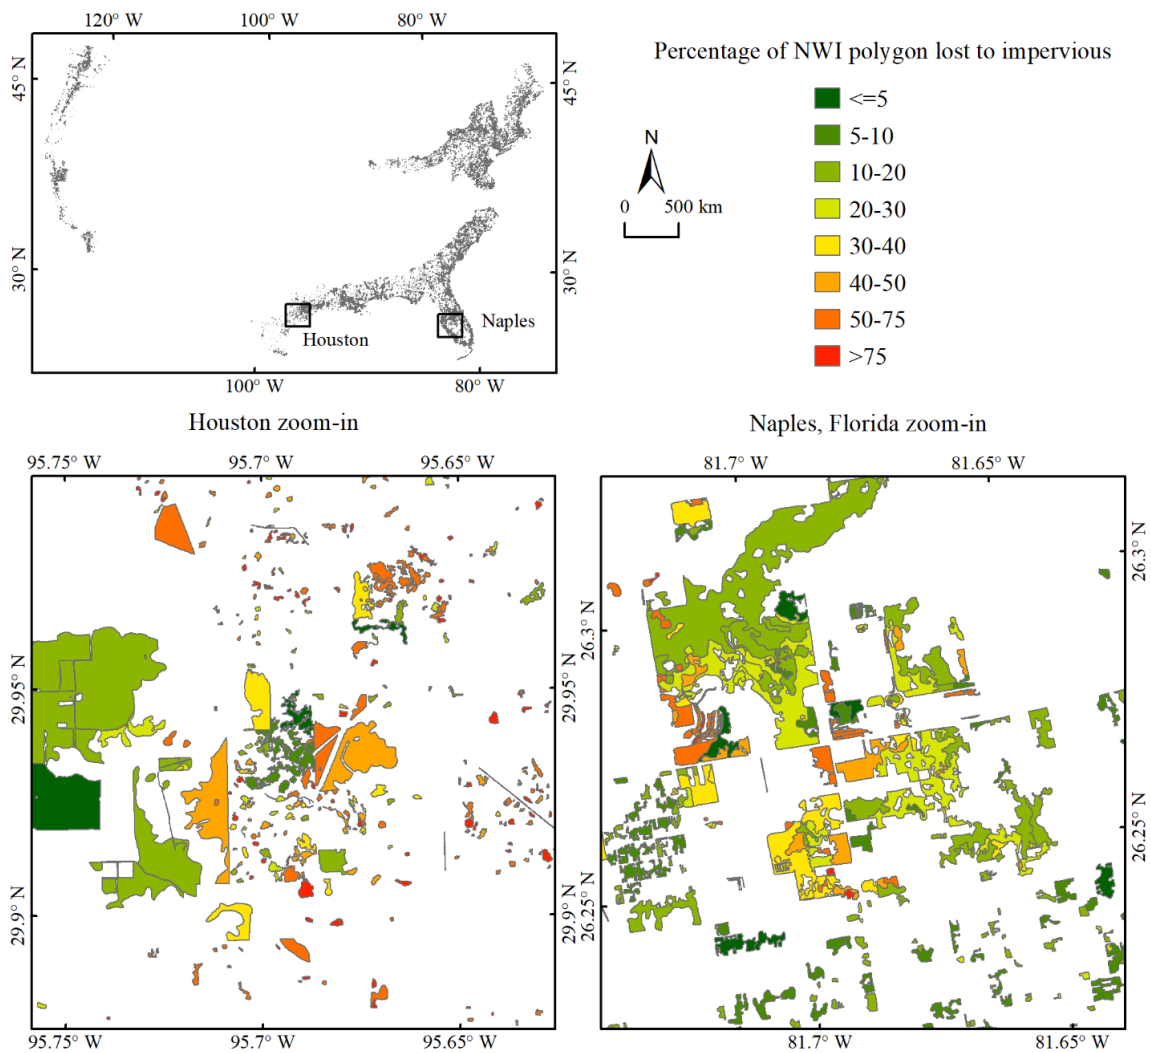 120° W 100° W 80° W
45° N
45° N
30° N
30° N
Houston
Naples
100° W 80° W
Percentage of NWI polygon lost to impervious
N
0 500 km
<=5
5-10
10-20
20-30
30-40
40-50
50-75
>75
Houston zoom-in
95.75° W 95.7° W 95.65° W
29.95° N
29.95° N
29.9° N
29.9° N
95.75° W 95.7° W 95.65° W
Naples, Florida zoom-in
81.7° W 81.65° W
26.3° N
26.3° N
26.25° N
26.25° N
81.7° W 81.65° W